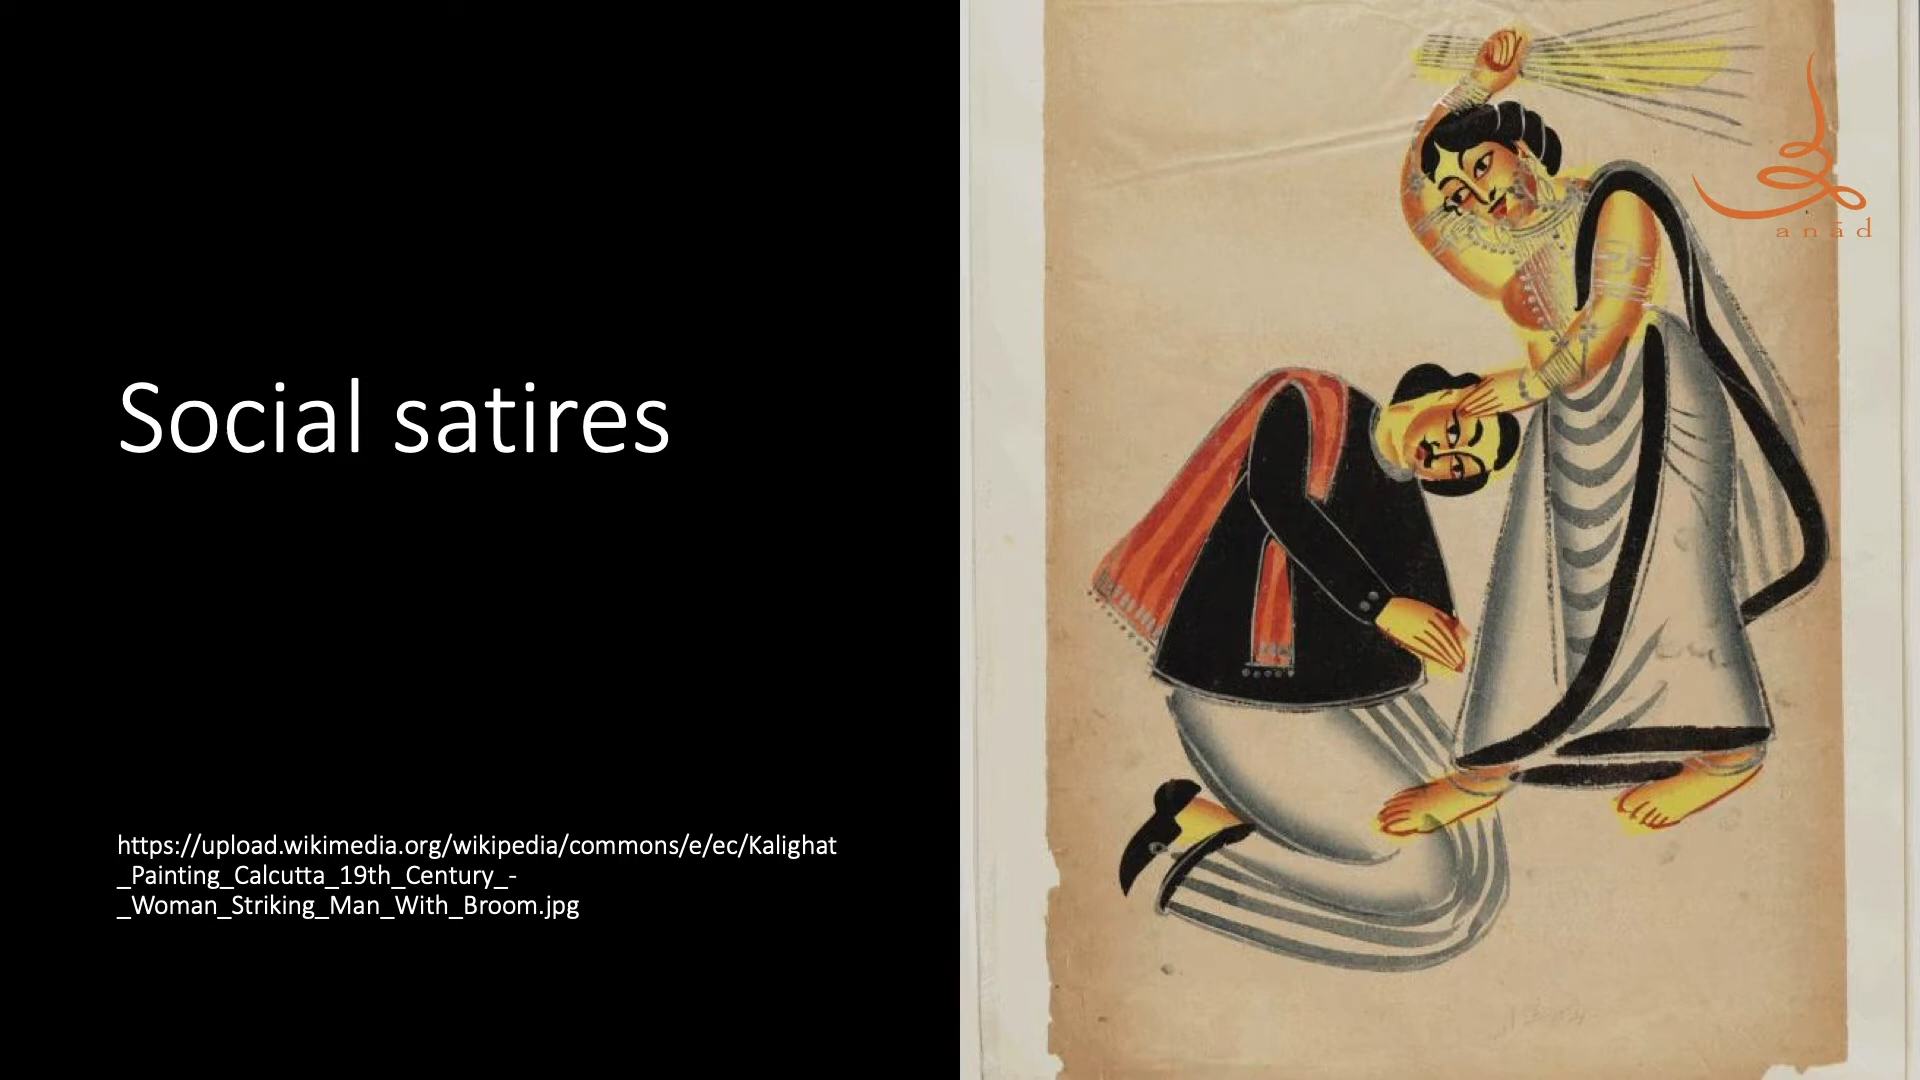 Social satires
anād
https://upload.wikimedia.org/wikipedia/commons/e/ec/Kalighat
_Painting_Calcutta_19th_Century_-
_Woman_Striking_Man_With_Broom.jpg